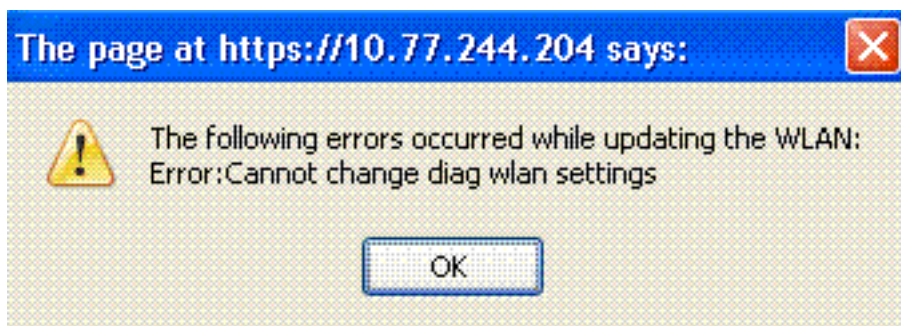 The page at https://10.77.244.204 says:
The following errors occurred while updating the WLAN:
Error:Cannot change diag wlan settings
OK